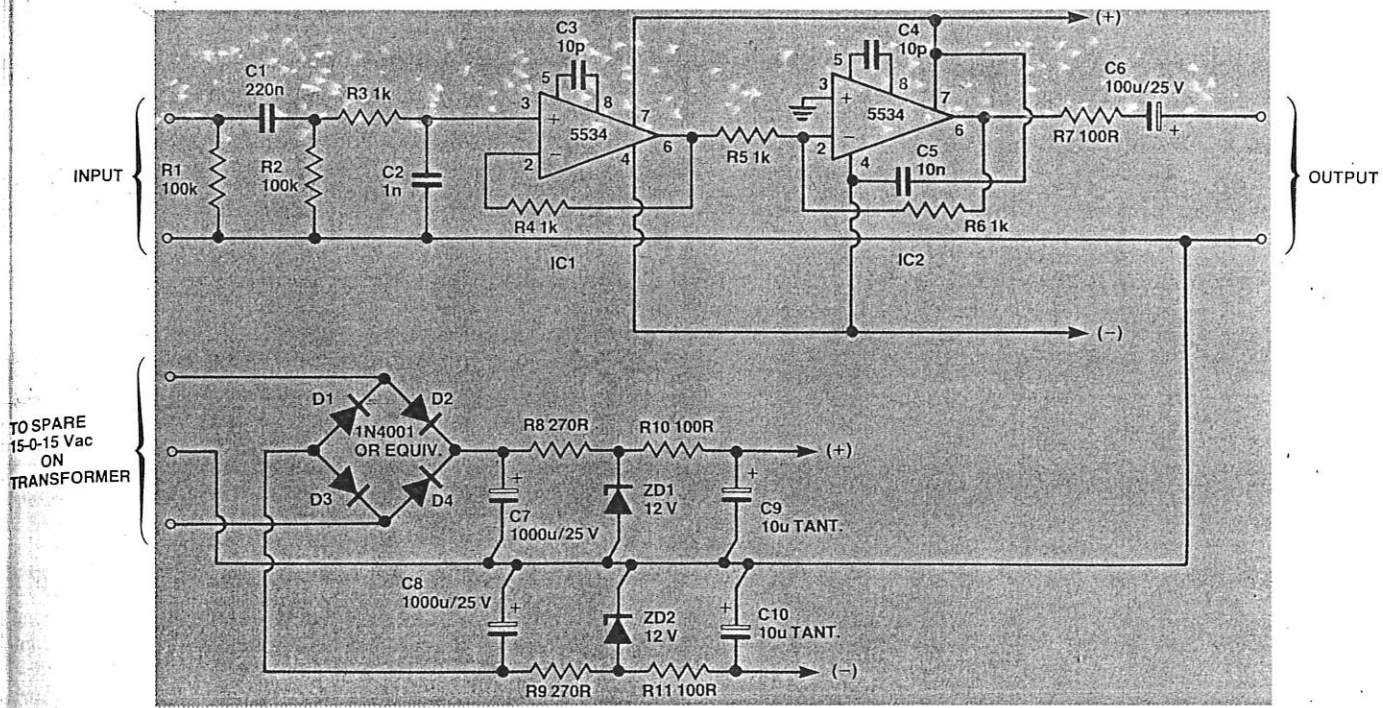 C3
10p
5
8
(+)
C4
10p
5
8
C1
220n
R3 1k
3
+
5534
7
3
+
5534
7
C6
100u/25 V
+
INPUT
R1
100k
R2
100k
C2
1n
2
−
4
6
R5 1k
2
−
4
6
R7 100R
C5
10n
OUTPUT
R4 1k
R6 1k
IC1
IC2
(−)
TO SPARE
15-0-15 Vac
ON
TRANSFORMER
D1
D2
1N4001
OR EQUIV.
D3
D4
R8 270R
R10 100R
(+)
+
C7
1000u/25 V
ZD1
12 V
+
C9
10u TANT.
C8
1000u/25 V
+
ZD2
12 V
+
C10
10u TANT.
R9 270R
R11 100R
(−)